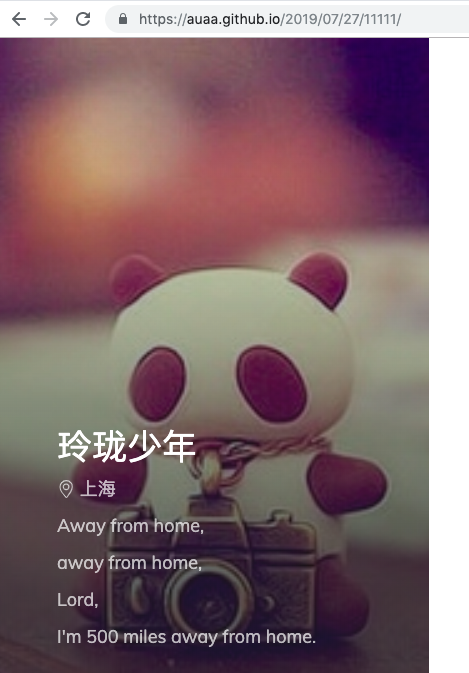 https://auaa.github.io/2019/07/27/11111/
玲珑少年
上海
Away from home,
away from home,
Lord,
I'm 500 miles away from home.